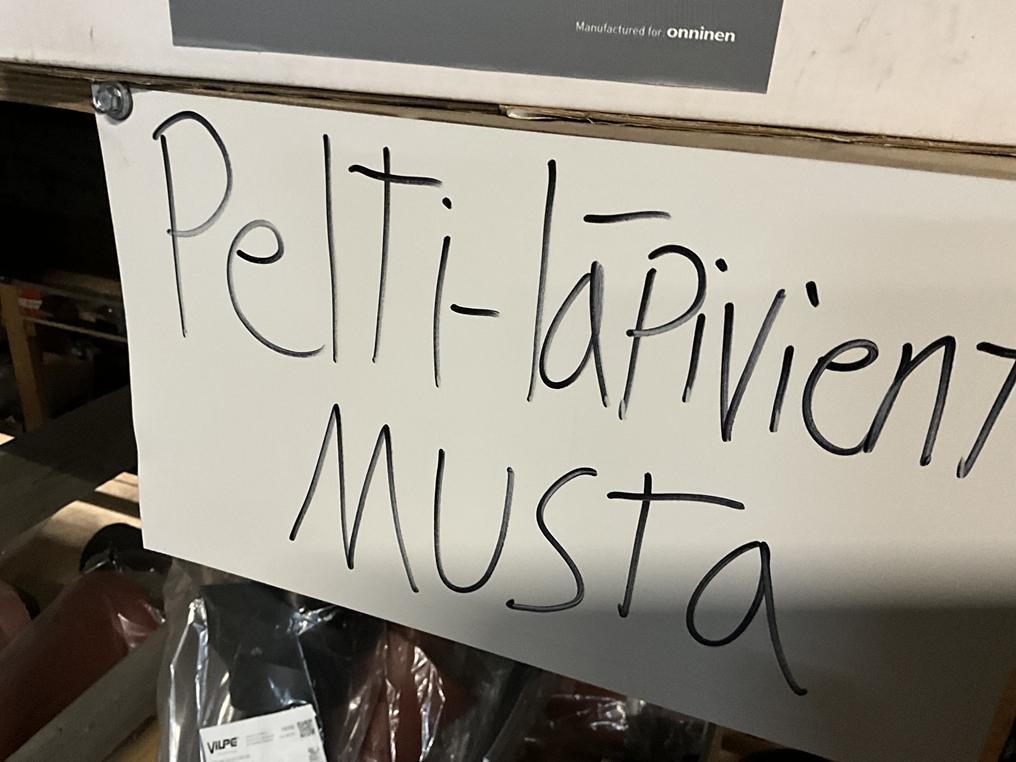 Manufactured for onninen
Pelti-läpivient
MUSTa
VILPE